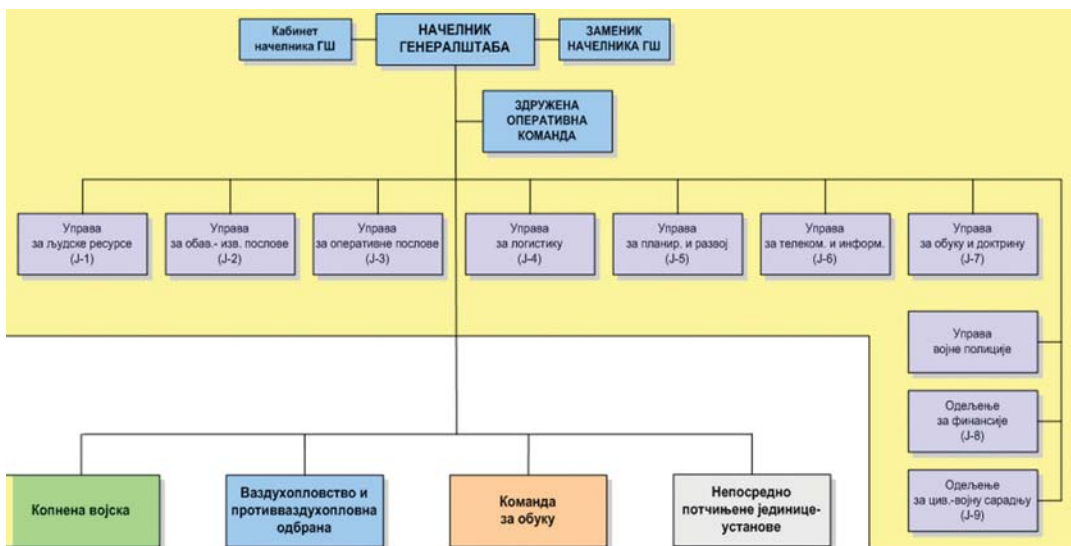 Кабинет
начелника ГШ
НАЧЕЛНИК
ГЕНЕРАЛШТАБА
ЗАМЕНИК
НАЧЕЛНИКА ГШ
ЗДРУЖЕНА
ОПЕРАТИВНА
КОМАНДА
Управа
за људске ресурсе
(Ј-1)
Управа
за обав.- изв. послове
(Ј-2)
Управа
за оперативне послове
(Ј-3)
Управа
за логистику
(Ј-4)
Управа
за планир. и развој
(Ј-5)
Управа
за телеком. и информ.
(Ј-6)
Управа
за обуку и доктрину
(Ј-7)
Управа
војне полиције
Одељење
за финансије
(Ј-8)
Одељење
за цив.-војну сарадњу
(Ј-9)
Копнена војска
Ваздухопловство и
противваздухопловна
одбрана
Команда
за обуку
Непосредно
потчињене јединице-
установе